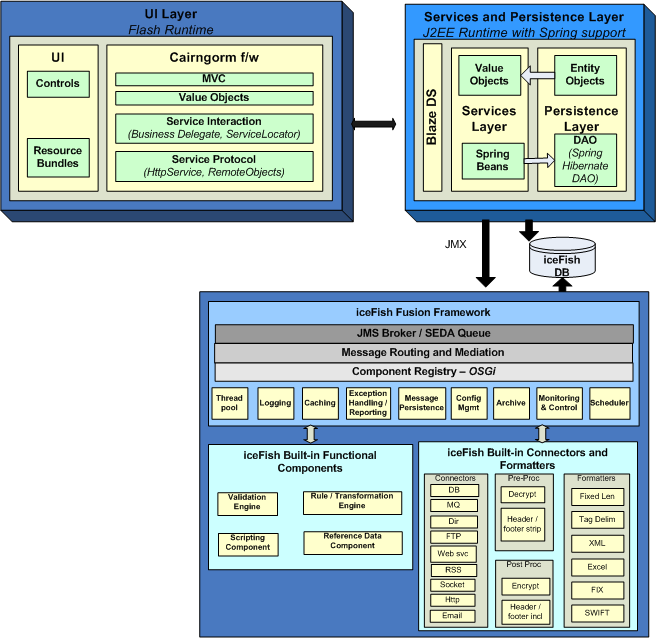 UI Layer
Flash Runtime
UI
Controls
Resource
Bundles
Cairngorm f/w
MVC
Value Objects
Service Interaction
(Business Delegate, ServiceLocator)
Service Protocol
(HttpService, RemoteObjects)
Services and Persistence Layer
J2EE Runtime with Spring support
Blaze DS
Value
Objects
Services
Layer
Spring
Beans
Entity
Objects
Persistence
Layer
DAO
(Spring
Hibernate
DAO)
JMX
iceFish
DB
iceFish Fusion Framework
JMS Broker / SEDA Queue
Message Routing and Mediation
Component Registry – OSGi
Thread
pool
Logging
Caching
Exception
Handling /
Reporting
Message
Persistence
Config
Mgmt
Archive
Monitoring
& Control
Scheduler
iceFish Built-in Functional
Components
Validation
Engine
Rule / Transformation
Engine
Scripting
Component
Reference Data
Component
iceFish Built-in Connectors and
Formatters
Connectors
DB
MQ
Dir
FTP
Web svc
RSS
Socket
Http
Email
Pre-Proc
Decrypt
Header /
footer strip
Post Proc
Encrypt
Header /
footer incl
Formatters
Fixed Len
Tag Delim
XML
Excel
FIX
SWIFT